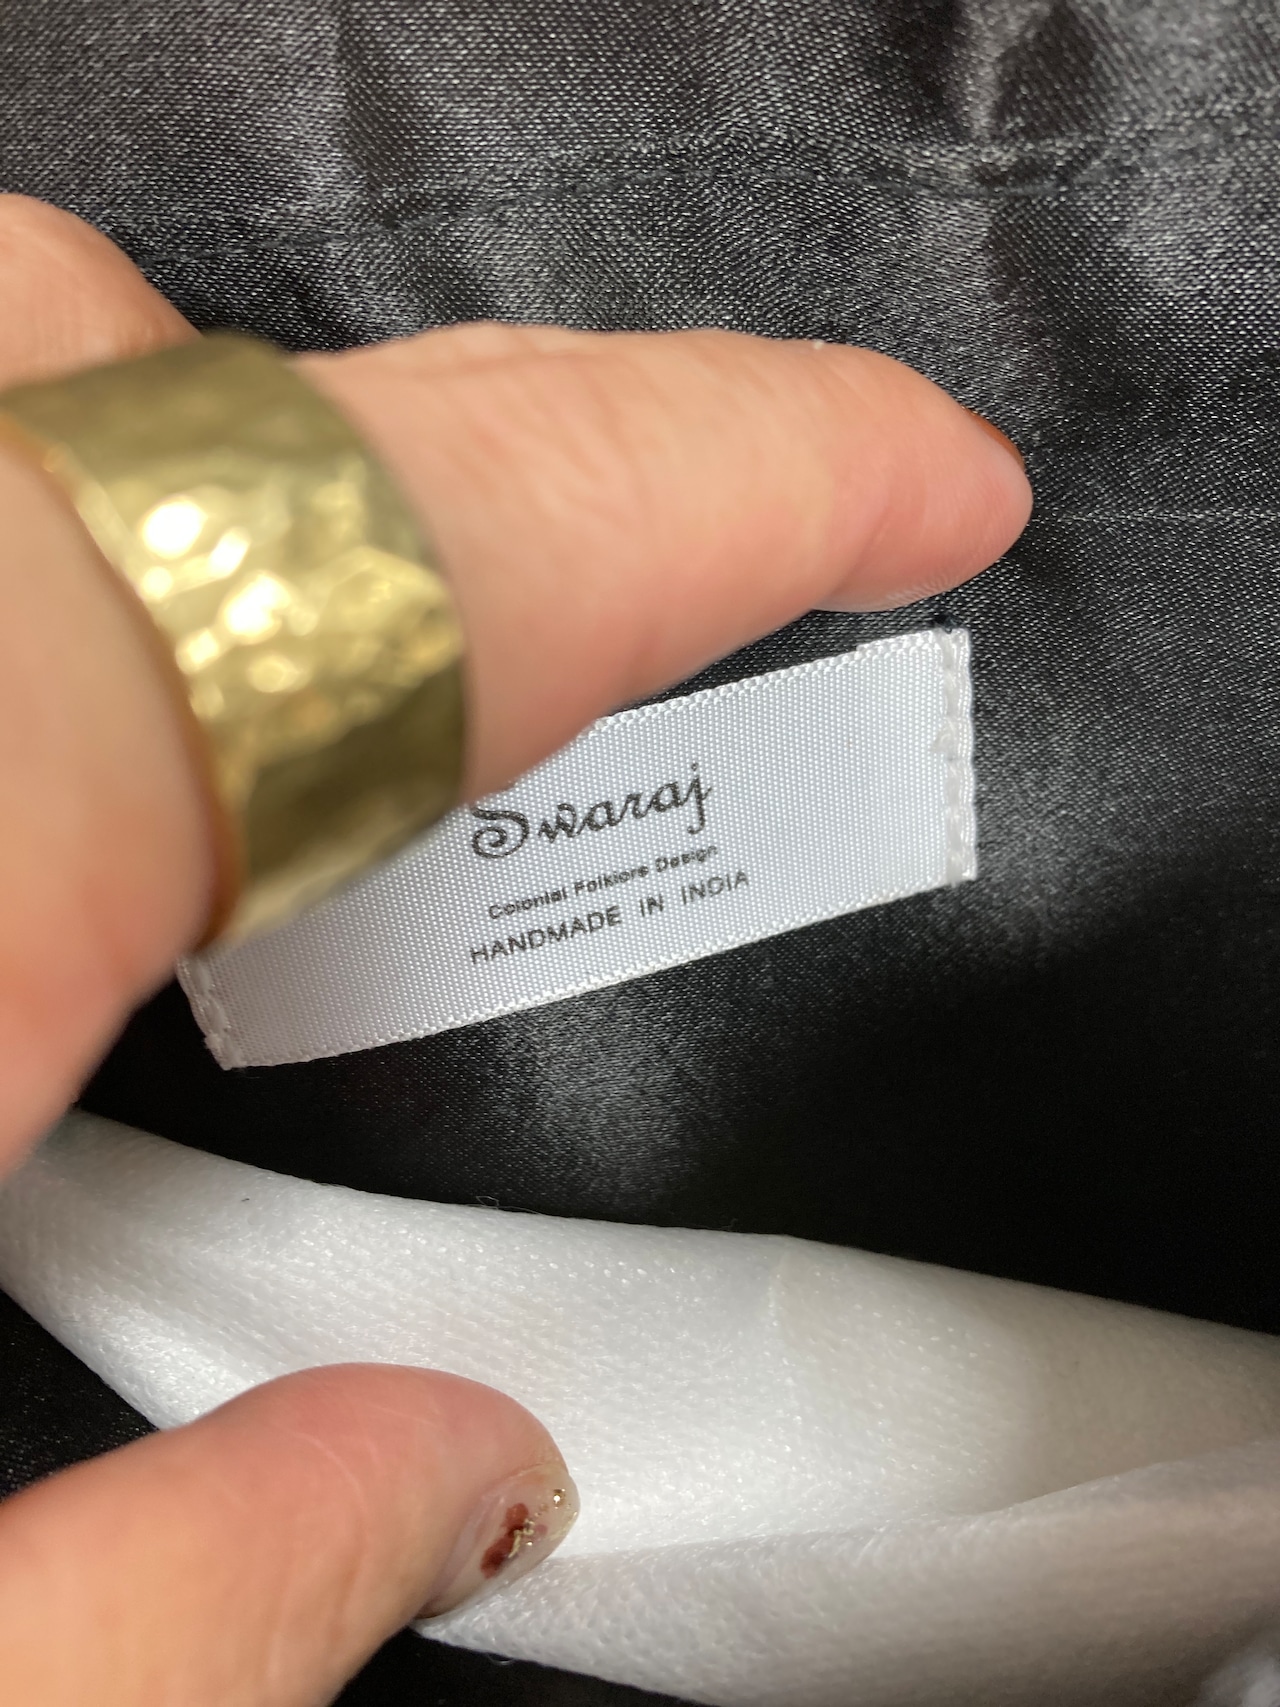 Swaraj
Colonial Folklore Design
HANDMADE IN INDIA